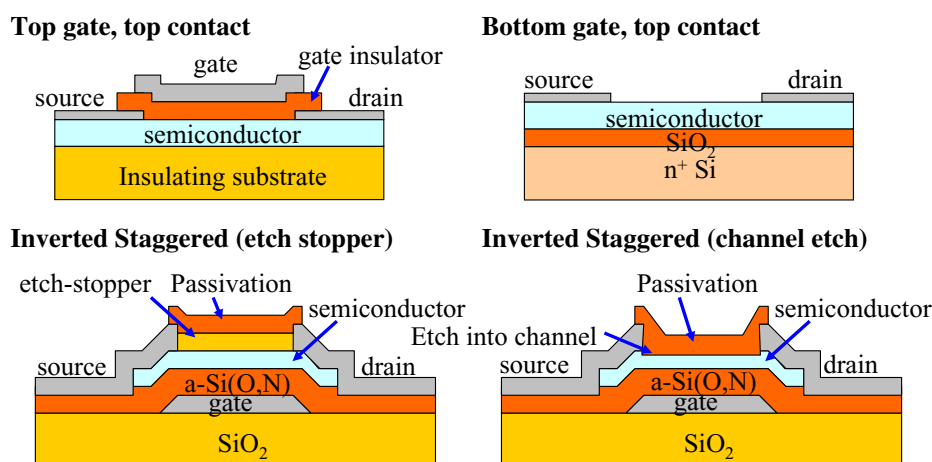 Top gate, top contact
gate
gate insulator
source
drain
semiconductor
Insulating substrate
Bottom gate, top contact
source
drain
semiconductor
SiO₂
n⁺ Si
Inverted Staggered (etch stopper)
etch-stopper
Passivation
semiconductor
source
drain
a-Si(O,N)
gate
SiO₂
Inverted Staggered (channel etch)
Passivation
semiconductor
Etch into channel
source
drain
a-Si(O,N)
gate
SiO₂